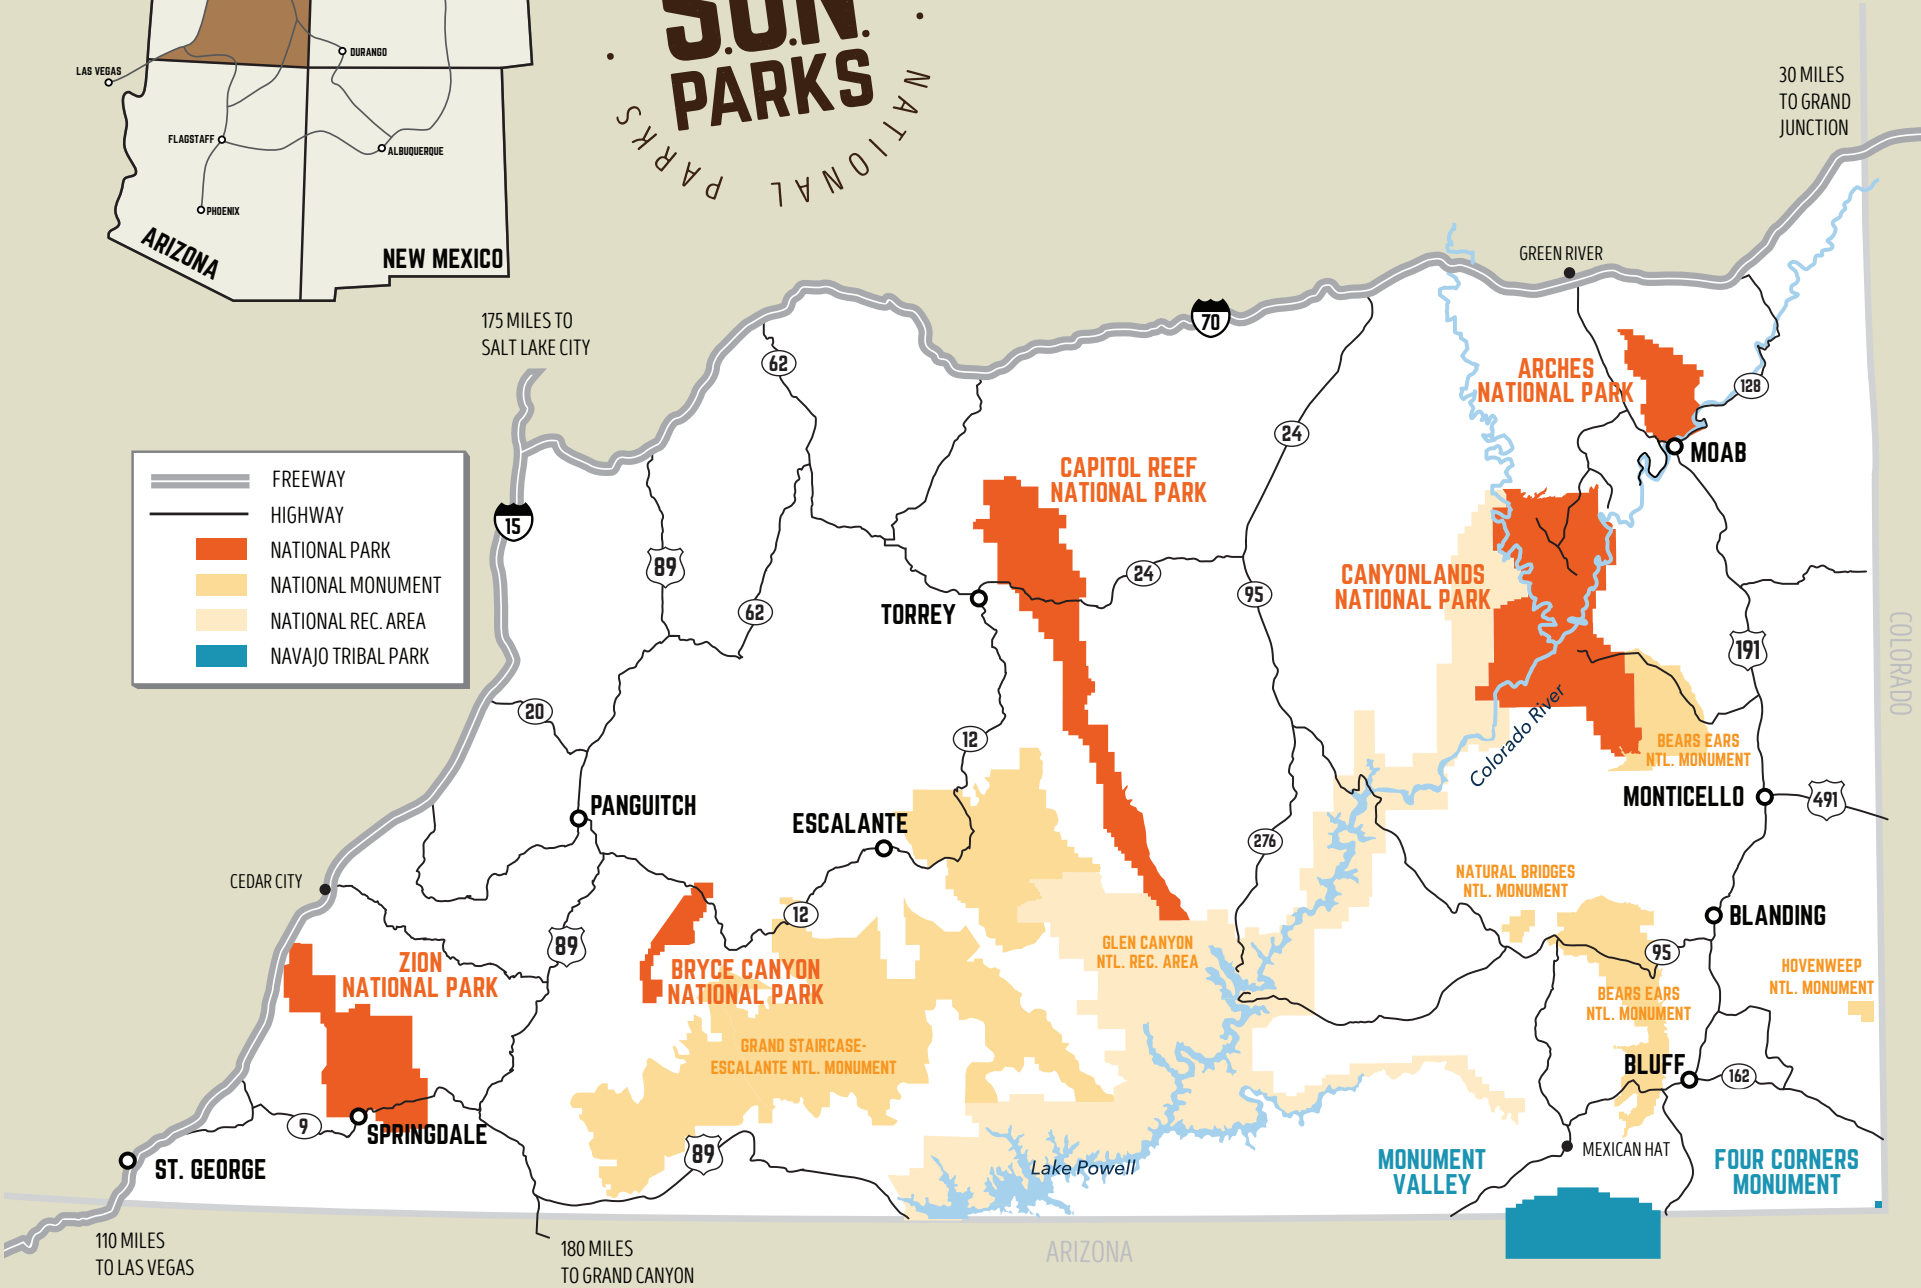 S.U.N.
PARKS
NATIONAL PARKS
LAS VEGAS
DURANGO
FLAGSTAFF
ALBUQUERQUE
PHOENIX
ARIZONA
NEW MEXICO
30 MILES
TO GRAND
JUNCTION
175 MILES TO
SALT LAKE CITY
GREEN RIVER
70
62
ARCHES
NATIONAL PARK
128
24
MOAB
CAPITOL REEF
NATIONAL PARK
FREEWAY
HIGHWAY
NATIONAL PARK
NATIONAL MONUMENT
NATIONAL REC. AREA
NAVAJO TRIBAL PARK
15
89
62
TORREY
24
95
CANYONLANDS
NATIONAL PARK
191
COLORADO
20
12
Colorado River
BEARS EARS
NTL. MONUMENT
PANGUITCH
ESCALANTE
MONTICELLO
491
276
CEDAR CITY
NATURAL BRIDGES
NTL. MONUMENT
12
BLANDING
89
ZION
NATIONAL PARK
BRYCE CANYON
NATIONAL PARK
GLEN CANYON
NTL. REC. AREA
95
HOVENWEEP
NTL. MONUMENT
BEARS EARS
NTL. MONUMENT
GRAND STAIRCASE-
ESCALANTE NTL. MONUMENT
BLUFF
162
9
SPRINGDALE
89
ST. GEORGE
Lake Powell
MONUMENT
VALLEY
MEXICAN HAT
FOUR CORNERS
MONUMENT
110 MILES
TO LAS VEGAS
180 MILES
TO GRAND CANYON
ARIZONA